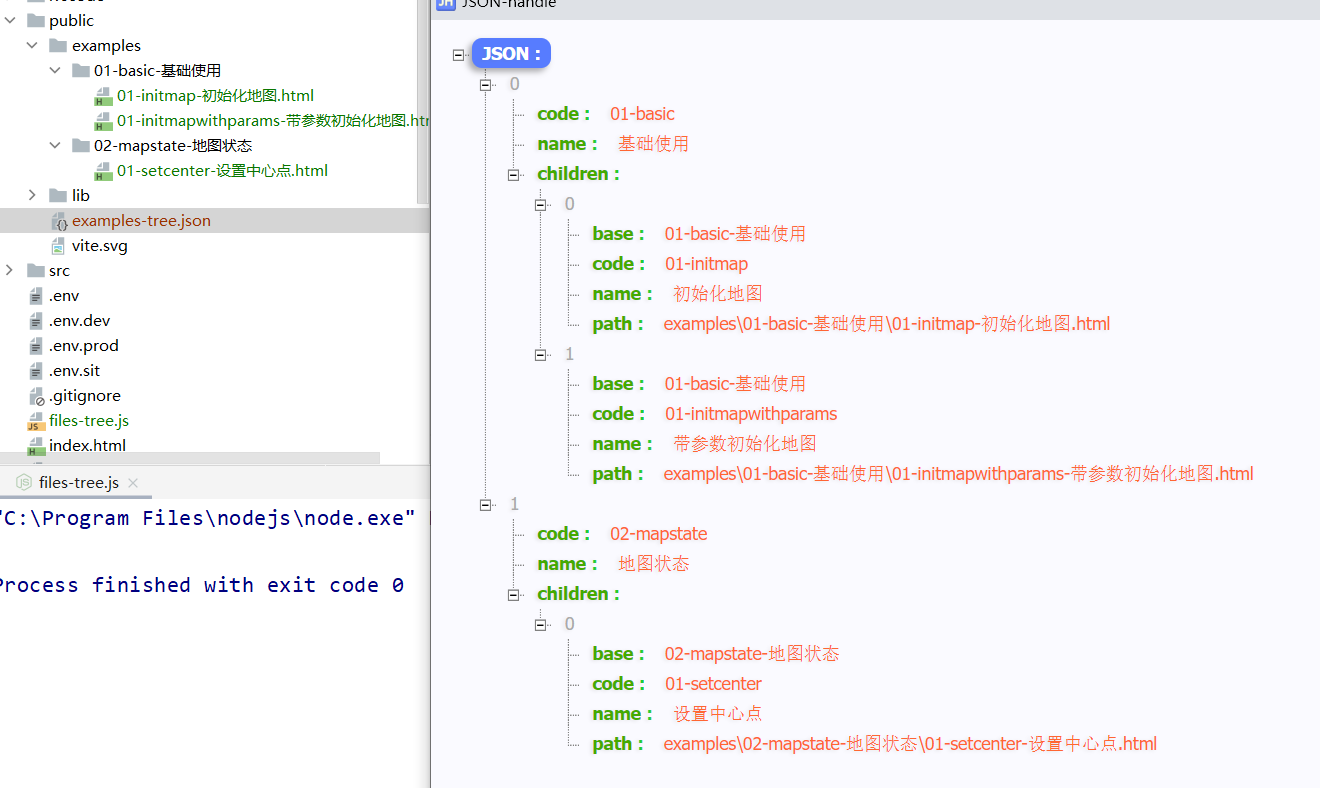 public
examples
01-basic-基础使用
01-initmap-初始化地图.html
01-initmapwithparams-带参数初始化地图.htm
02-mapstate-地图状态
01-setcenter-设置中心点.html
lib
examples-tree.json
vite.svg
src
.env
.env.dev
.env.prod
.env.sit
.gitignore
files-tree.js
index.html
files-tree.js
"C:\Program Files\nodejs\node.exe"
Process finished with exit code 0
JSON-handle
JSON :
0
code : 01-basic
name : 基础使用
children :
0
base : 01-basic-基础使用
code : 01-initmap
name : 初始化地图
path : examples\01-basic-基础使用\01-initmap-初始化地图.html
1
base : 01-basic-基础使用
code : 01-initmapwithparams
name : 带参数初始化地图
path : examples\01-basic-基础使用\01-initmapwithparams-带参数初始化地图.html
1
code : 02-mapstate
name : 地图状态
children :
0
base : 02-mapstate-地图状态
code : 01-setcenter
name : 设置中心点
path : examples\02-mapstate-地图状态\01-setcenter-设置中心点.html